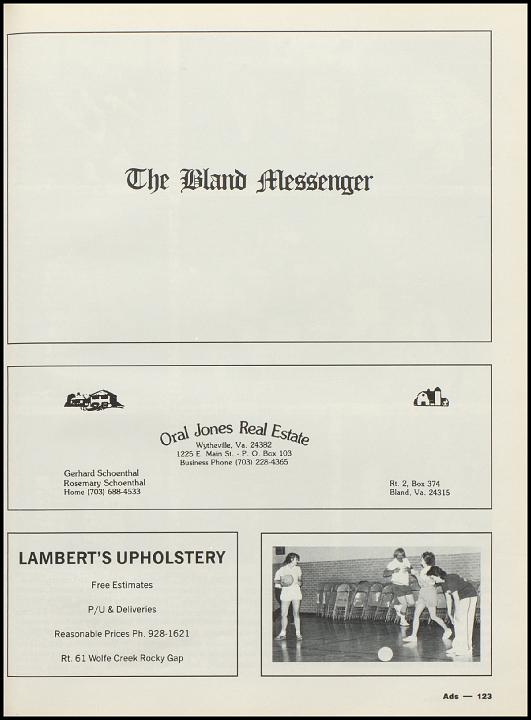 The Bland Messenger
Oral Jones Real Estate
Wytheville, Va. 24382
1225 E. Main St. - P. O. Box 103
Business Phone (703) 228-4365
Gerhard Schoenthal
Rosemary Schoenthal
Home (703) 688-4533
Rt. 2, Box 374
Bland, Va. 24315
LAMBERT'S UPHOLSTERY
Free Estimates
P/U & Deliveries
Reasonable Prices Ph. 928-1621
Rt. 61 Wolfe Creek Rocky Gap
Ads — 123